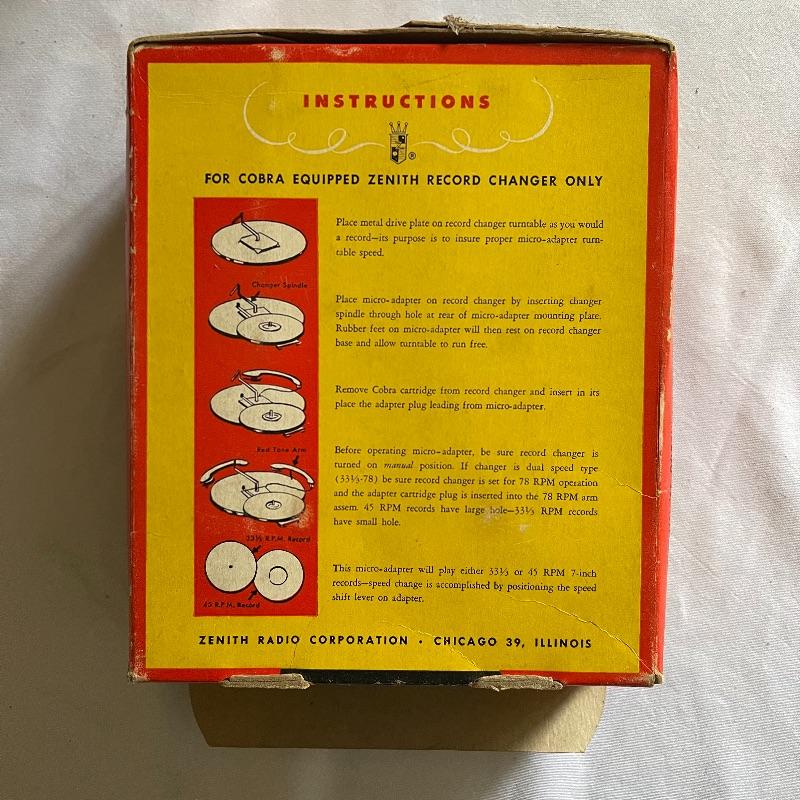 INSTRUCTIONS
®
FOR COBRA EQUIPPED ZENITH RECORD CHANGER ONLY
Place metal drive plate on record changer turntable as you would
a record—its purpose is to insure proper micro-adapter turn-
table speed.
Changer Spindle
Place micro-adapter on record changer by inserting changer
spindle through hole at rear of micro-adapter mounting plate.
Rubber feet on micro-adapter will then rest on record changer
base and allow turntable to run free.
Remove Cobra cartridge from record changer and insert in its
place the adapter plug leading from micro-adapter.
Red Tone Arm
Before operating micro-adapter, be sure record changer is
turned on manual position. If changer is dual speed type
(33⅓-78) be sure record changer is set for 78 RPM operation
and the adapter cartridge plug is inserted into the 78 RPM arm
assem. 45 RPM records have large hole—33⅓ RPM records
have small hole.
33⅓ R.P.M. Record
45 R.P.M. Record
This micro-adapter will play either 33⅓ or 45 RPM 7-inch
records—speed change is accomplished by positioning the speed
shift lever on adapter.
ZENITH RADIO CORPORATION • CHICAGO 39, ILLINOIS